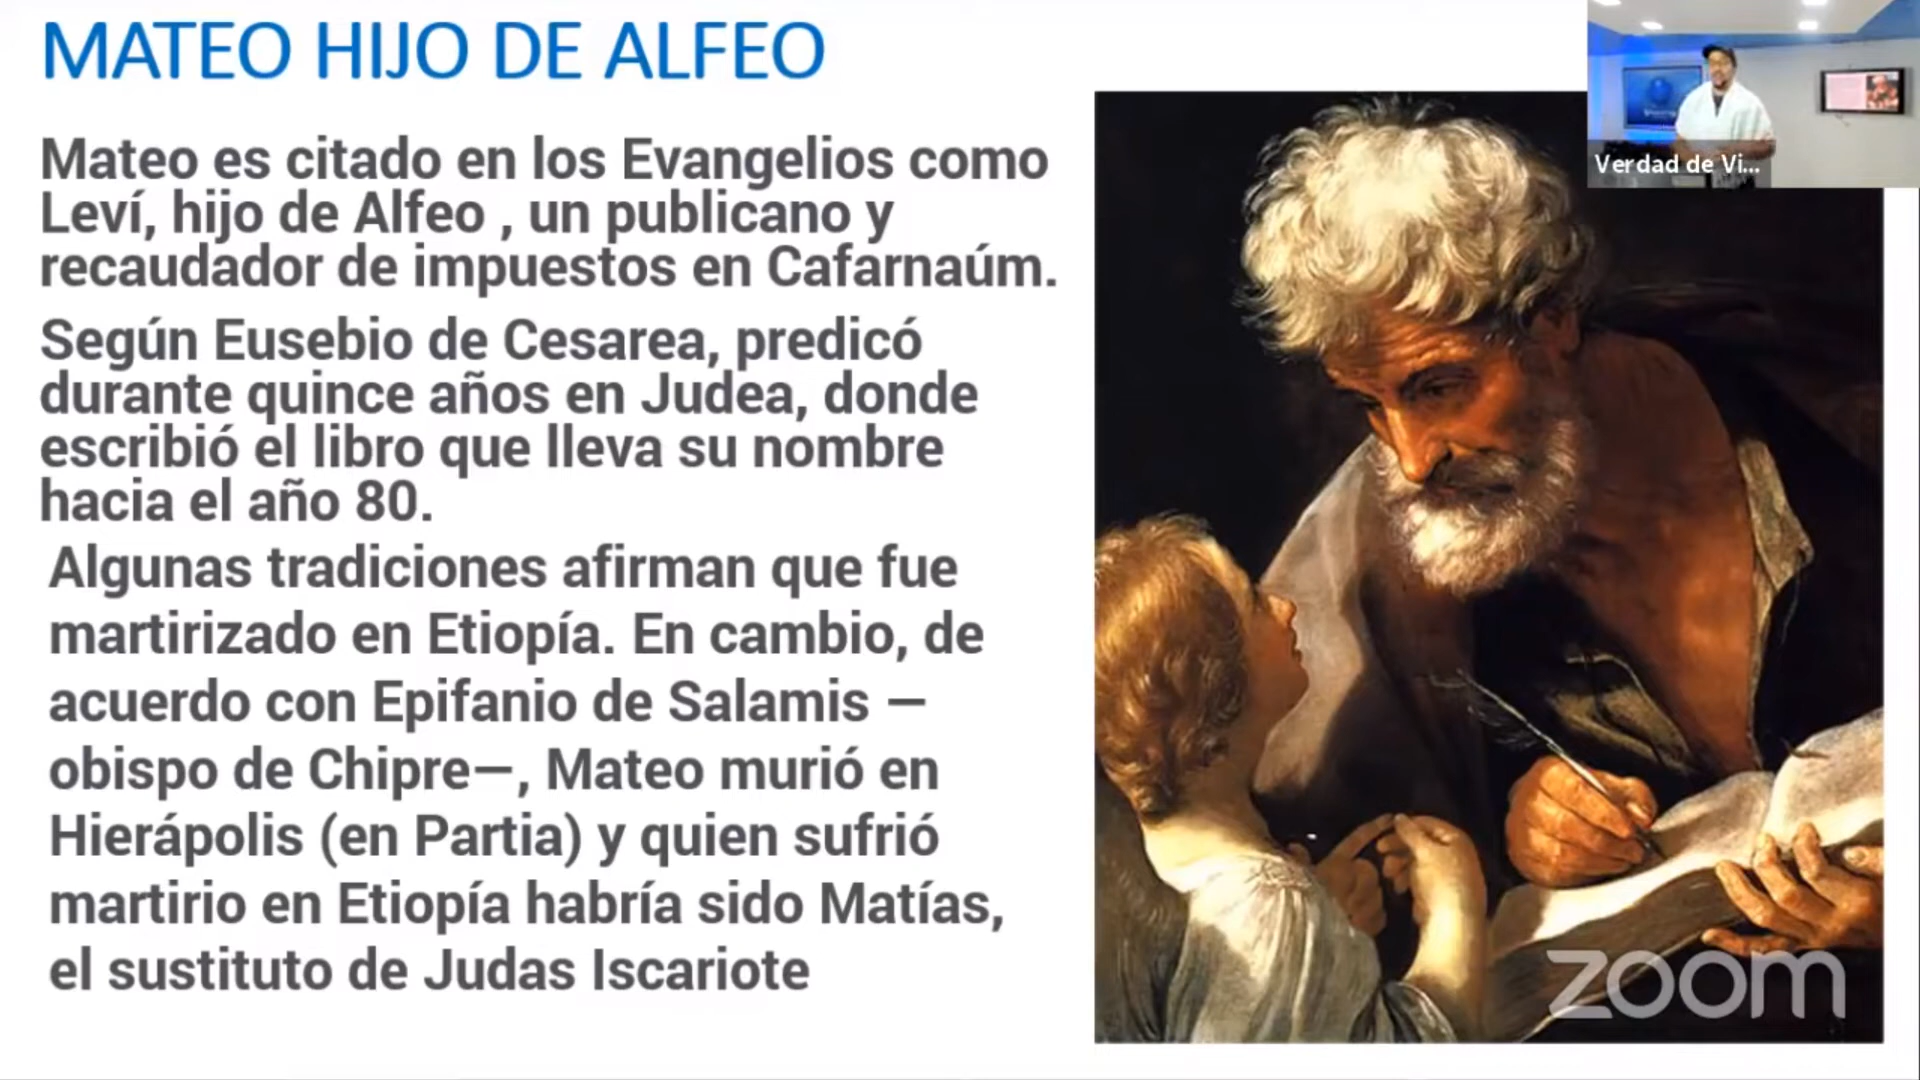 MATEO HIJO DE ALFEO
Verdad de Vi...
Mateo es citado en los Evangelios como
Leví, hijo de Alfeo , un publicano y
recaudador de impuestos en Cafarnaúm.
Según Eusebio de Cesarea, predicó
durante quince años en Judea, donde
escribió el libro que lleva su nombre
hacia el año 80.
Algunas tradiciones afirman que fue
martirizado en Etiopía. En cambio, de
acuerdo con Epifanio de Salamis —
obispo de Chipre—, Mateo murió en
Hierápolis (en Partia) y quien sufrió
martirio en Etiopía habría sido Matías,
el sustituto de Judas Iscariote
zoom